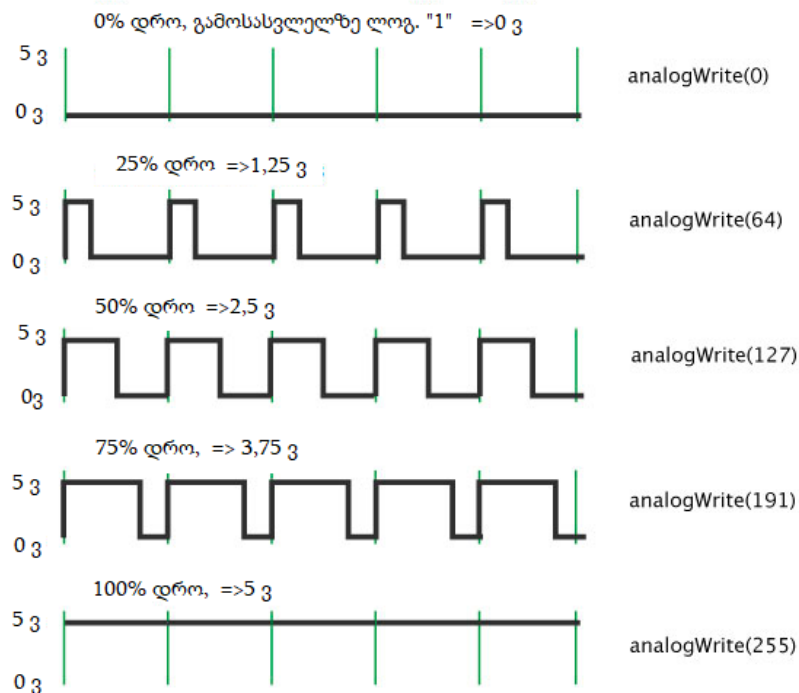 0% დრო, გამოსასვლელზე ლოგ. "1" =>0 ვ
5 ვ
analogWrite(0)
0 ვ
25% დრო =>1,25 ვ
5 ვ
analogWrite(64)
0 ვ
50% დრო =>2,5 ვ
5 ვ
analogWrite(127)
0ვ
75% დრო, => 3,75 ვ
5 ვ
analogWrite(191)
0 ვ
100% დრო, =>5 ვ
5 ვ
analogWrite(255)
0 ვ